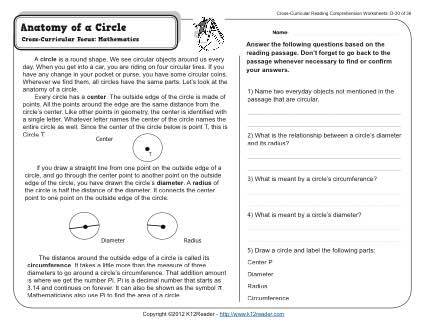 Cross-Curricular Reading Comprehension Worksheets: D-20 of 36
Anatomy of a Circle
Cross-Curricular Focus: Mathematics
A circle is a round shape. We see circular objects around us every
day. When you get into a car, you are riding on four circular tires. If you
have any change in your pocket or purse, you have some circular coins.
Wherever we find them, all circles have the same parts. Let's look at the
anatomy of a circle.
Every circle has a center. The outside edge of the circle is made of
points. All the points around the edge are the same distance from the
circle's center. Like other points in geometry, the center is identified with
a single letter. Whatever letter names the center of the circle names the
entire circle as well. Since the center of the circle below is point T, this is
Circle T.
Center
T
If you draw a straight line from one point on the outside edge of a
circle, and go through the center point to another point on the outside
edge of the circle, you have drawn the circle's diameter. A radius of
the circle is half the distance of the diameter. It connects the center
point to one point on the outside edge of the circle.
Diameter
Radius
The distance around the outside edge of a circle is called its
circumference. It takes a little more than the measure of three
diameters to go around a circle's circumference. That addition amount
is where we get the number Pi. Pi is a decimal number that starts as
3.14 and continues on forever. It can also be shown as the symbol π.
Mathematicians also use Pi to find the area of a circle.
Name:
Answer the following questions based on the
reading passage. Don't forget to go back to the
passage whenever necessary to find or confirm
your answers.
1) Name two everyday objects not mentioned in the
passage that are circular.
2) What is the relationship between a circle's diameter
and its radius?
3) What is meant by a circle's circumference?
4) What is meant by a circle's diameter?
5) Draw a circle and label the following parts:
Center P
Diameter
Radius
Circumference
Copyright ©2012 K12Reader - http://www.k12reader.com